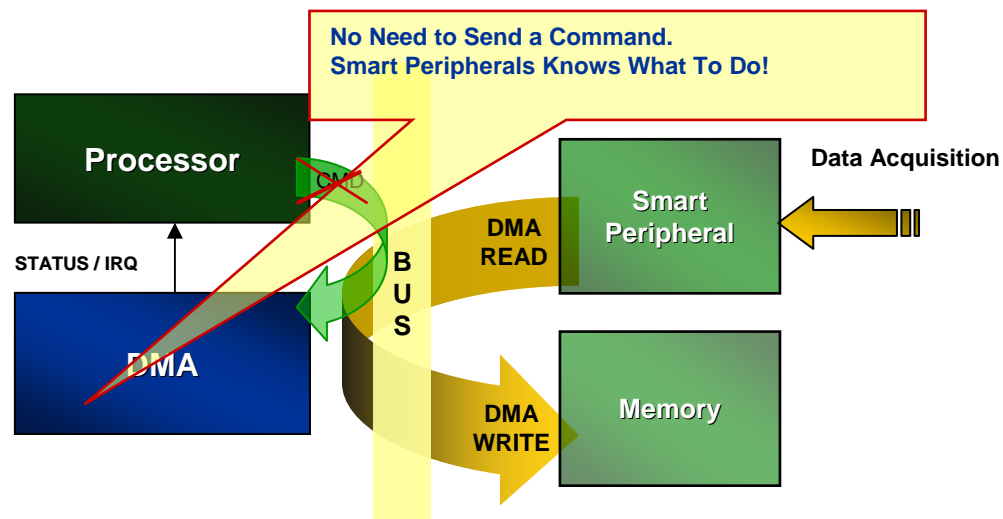 No Need to Send a Command.
Smart Peripherals Knows What To Do!
Processor
CMD
Data Acquisition
Smart
Peripheral
DMA
READ
STATUS / IRQ
B
U
S
DMA
Memory
DMA
WRITE